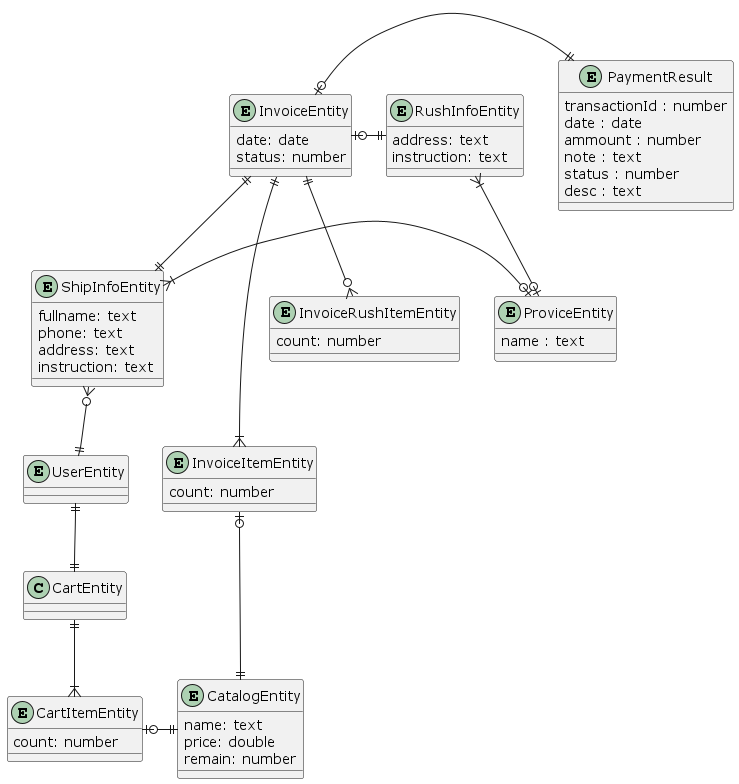 E PaymentResult
transactionId : number
date : date
ammount : number
note : text
status : number
desc : text
E InvoiceEntity
date: date
status: number
E RushInfoEntity
address: text
instruction: text
E ShipInfoEntity
fullname: text
phone: text
address: text
instruction: text
E InvoiceRushItemEntity
count: number
E ProviceEntity
name : text
E UserEntity
E InvoiceItemEntity
count: number
C CartEntity
E CartItemEntity
count: number
E CatalogEntity
name: text
price: double
remain: number